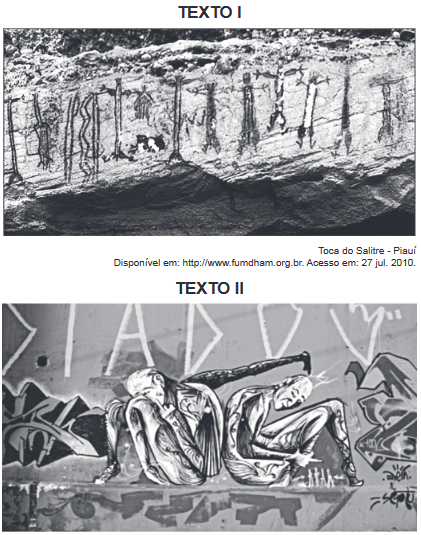 TEXTO I
Toca do Salitre - Piauí
Disponível em: http://www.fumdham.org.br. Acesso em: 27 jul. 2010.
TEXTO II